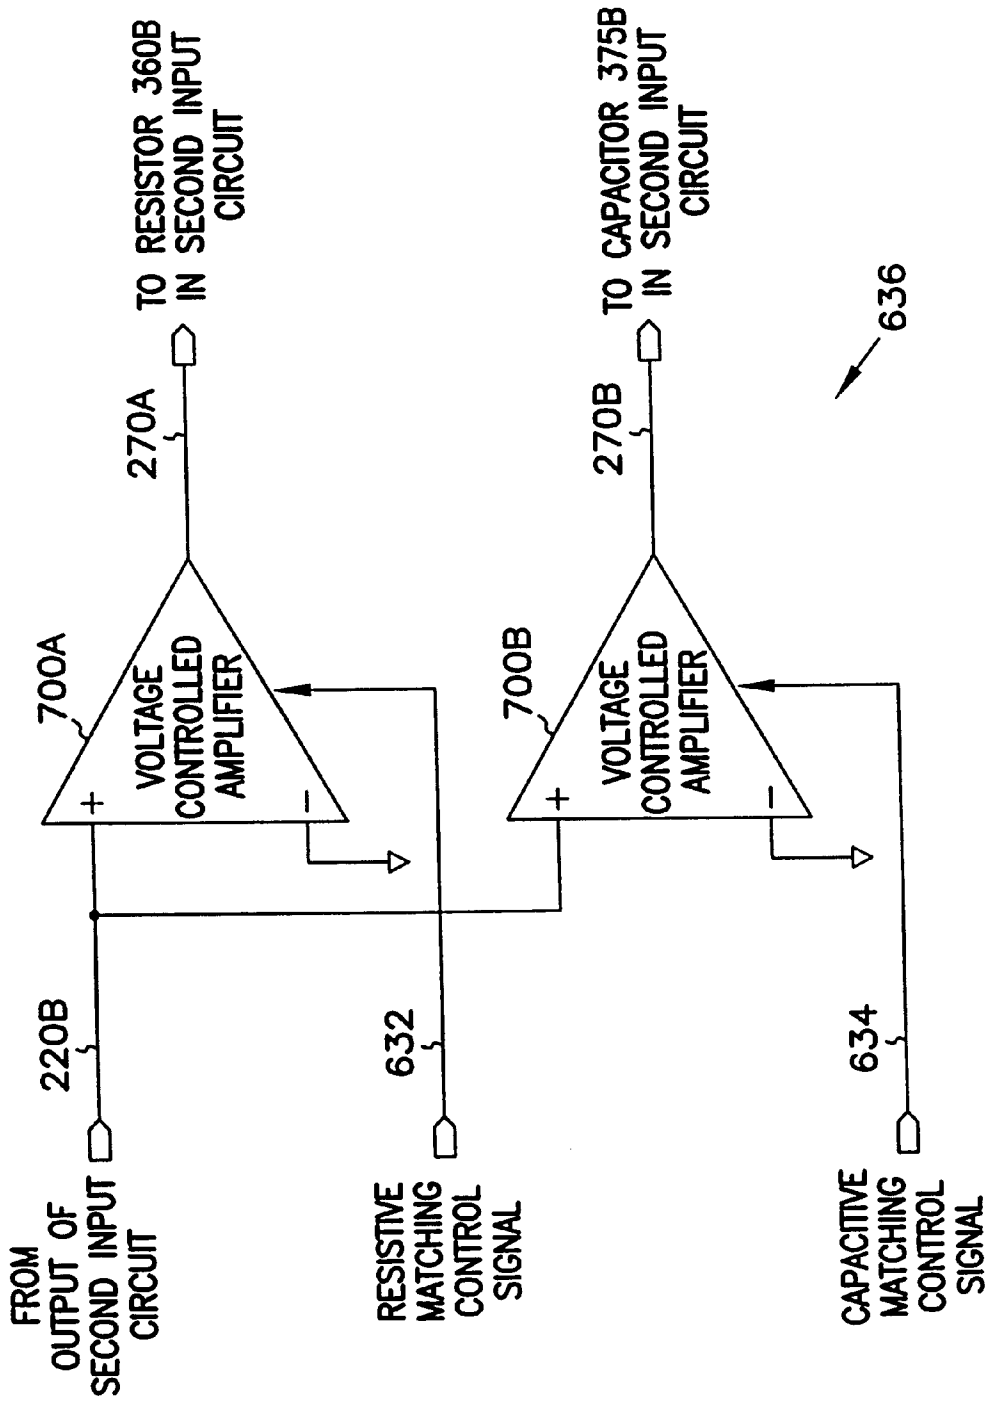 FROM
OUTPUT OF
SECOND INPUT
CIRCUIT
220B
700A
+
−
VOLTAGE
CONTROLLED
AMPLIFIER
270A
TO RESISTOR 360B
IN SECOND INPUT
CIRCUIT
RESISTIVE
MATCHING
CONTROL
SIGNAL
632
700B
+
−
VOLTAGE
CONTROLLED
AMPLIFIER
270B
TO CAPACITOR 375B
IN SECOND INPUT
CIRCUIT
CAPACITIVE
MATCHING
CONTROL
SIGNAL
634
636